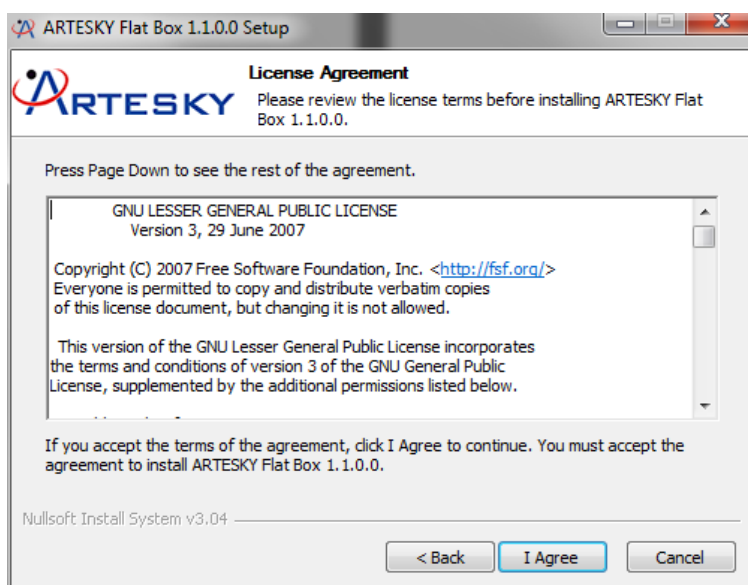 ARTESKY Flat Box 1.1.0.0 Setup
ARTESKY
License Agreement
Please review the license terms before installing ARTESKY Flat
Box 1.1.0.0.
Press Page Down to see the rest of the agreement.
GNU LESSER GENERAL PUBLIC LICENSE
Version 3, 29 June 2007
Copyright (C) 2007 Free Software Foundation, Inc. <http://fsf.org/>
Everyone is permitted to copy and distribute verbatim copies
of this license document, but changing it is not allowed.
This version of the GNU Lesser General Public License incorporates
the terms and conditions of version 3 of the GNU General Public
License, supplemented by the additional permissions listed below.
If you accept the terms of the agreement, click I Agree to continue. You must accept the
agreement to install ARTESKY Flat Box 1.1.0.0.
Nullsoft Install System v3.04
< Back
I Agree
Cancel